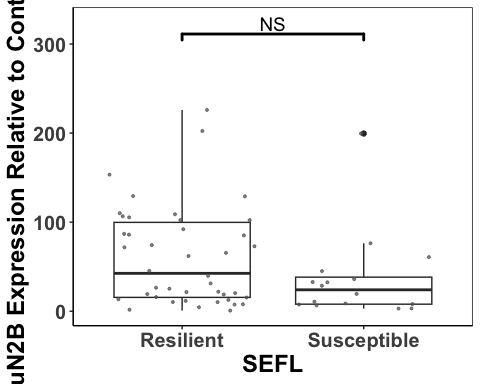 uN2B Expression Relative to Cont
NS
300
200
100
0
Resilient Susceptible
SEFL